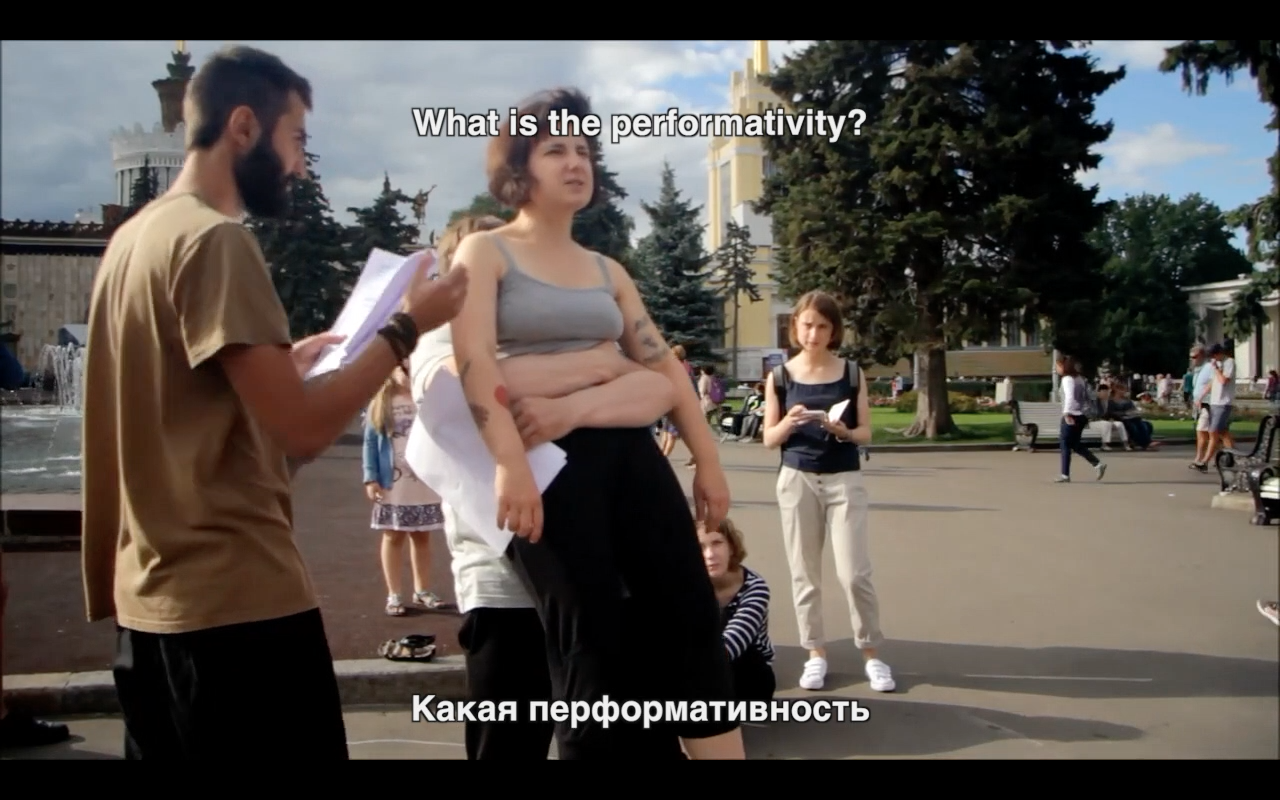 What is the performativity?
Какая перформативность